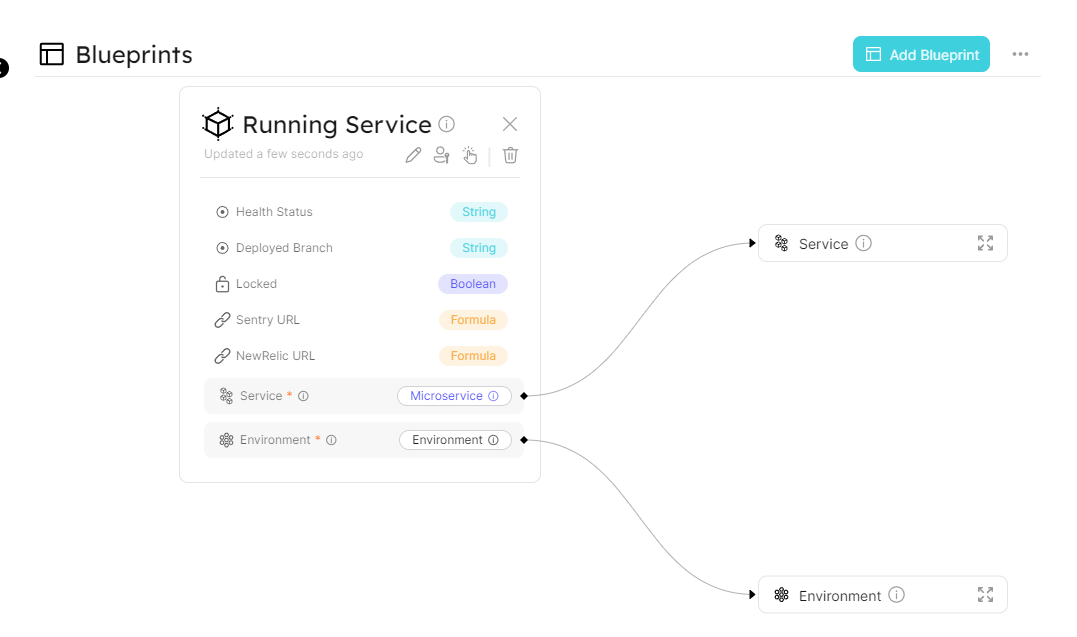 Blueprints
Add Blueprint
Running Service
Updated a few seconds ago
Health Status String
Deployed Branch String
Locked Boolean
Sentry URL Formula
NewRelic URL Formula
Service * Microservice
Environment * Environment
Service
Environment